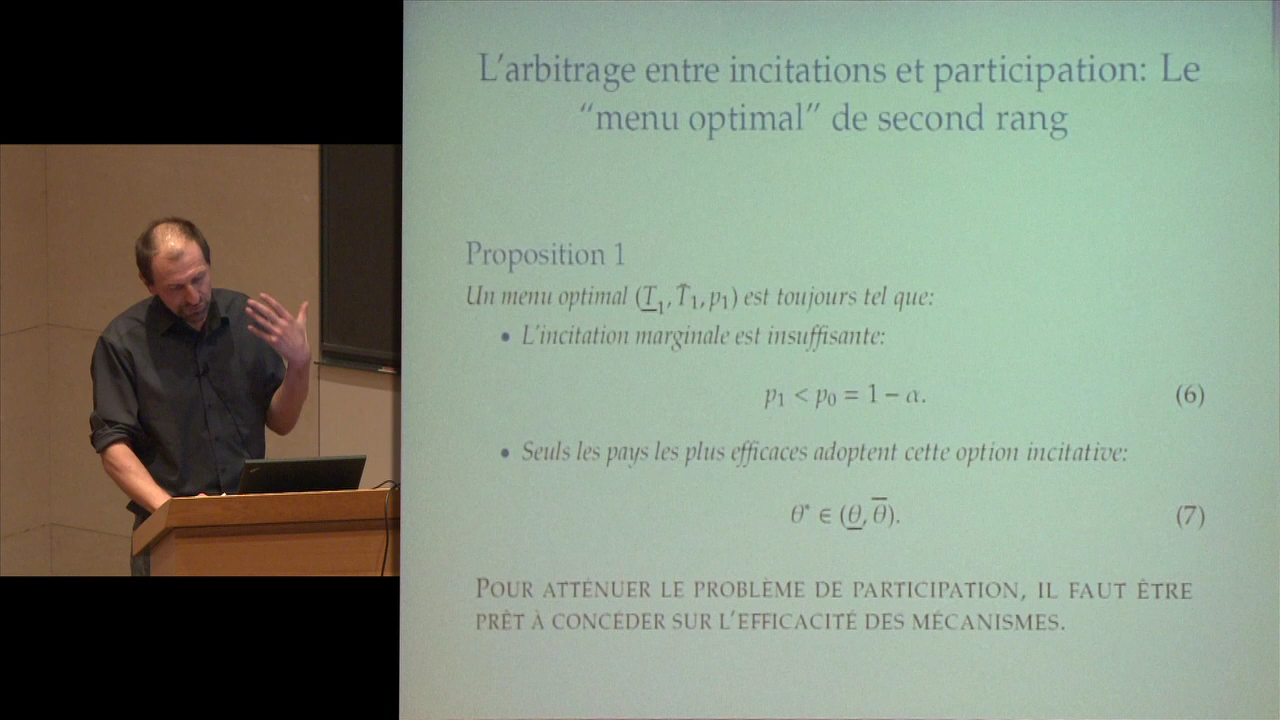 L'arbitrage entre incitations et participation: Le
“menu optimal” de second rang
Proposition 1
Un menu optimal (T̲₁, T̂₁, p₁) est toujours tel que:
• L'incitation marginale est insuffisante:
p₁ < p₀ = 1 − α. (6)
• Seuls les pays les plus efficaces adoptent cette option incitative:
θ* ∈ (θ̲, θ̅). (7)
POUR ATTÉNUER LE PROBLÈME DE PARTICIPATION, IL FAUT ÊTRE
PRÊT À CONCÉDER SUR L'EFFICACITÉ DES MÉCANISMES.